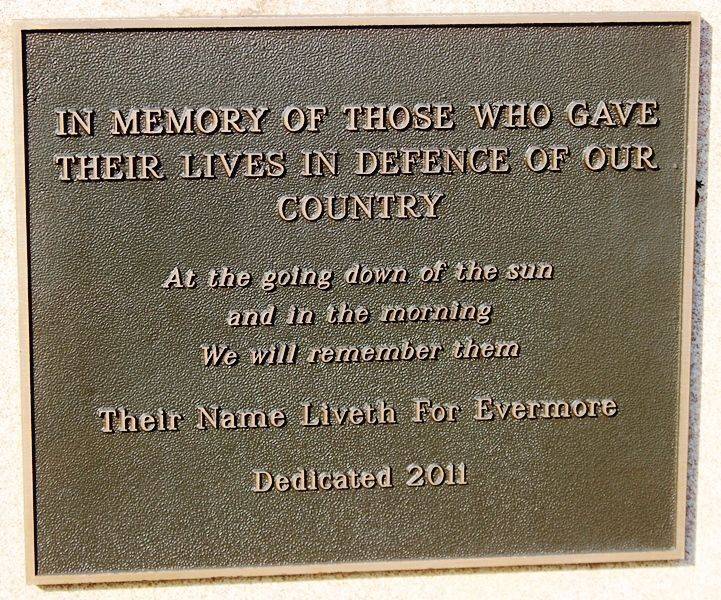 IN MEMORY OF THOSE WHO GAVE
THEIR LIVES IN DEFENCE OF OUR
COUNTRY
At the going down of the sun
and in the morning
We will remember them
Their Name Liveth For Evermore
Dedicated 2011